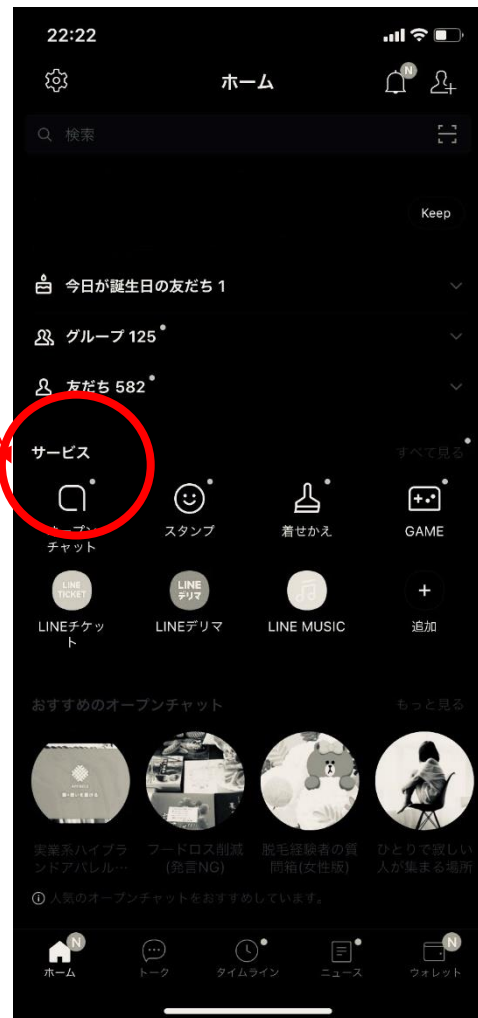 22:22
ホーム
N
検索
Keep
今日が誕生日の友だち 1
グループ 125
友だち 582
サービス
すべて見る
オープン
チャット
スタンプ
着せかえ
GAME
LINE
TICKET
LINE
デリマ
LINEチケッ
ト
LINEデリマ
LINE MUSIC
追加
おすすめのオープンチャット
もっと見る
実業系ハイブラ
ンドアパレル…
フードロス削減
(発言NG)
脱毛経験者の質
問箱(女性版)
ひとりで寂しい
人が集まる場所
人気のオープンチャットをおすすめしています。
N
N
ホーム
トーク
タイムライン
ニュース
ウォレット